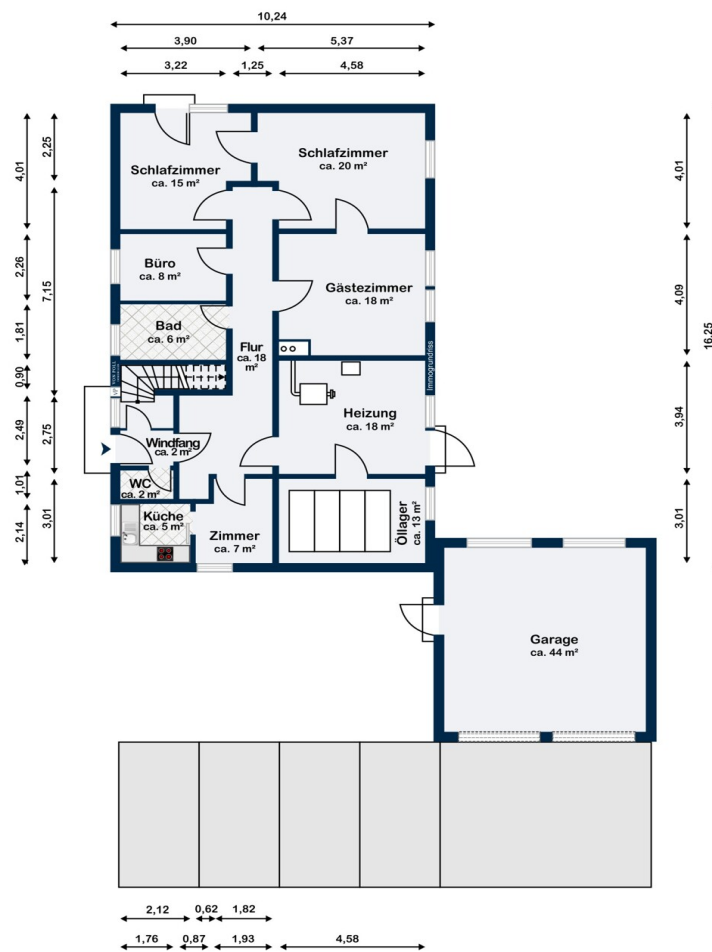 10,24
3,90
5,37
3,22
1,25
4,58
4,01
2,25
4,01
Schlafzimmer
ca. 15 m²
Schlafzimmer
ca. 20 m²
2,26
7,15
Büro
ca. 8 m²
Gästezimmer
ca. 18 m²
4,09
16,25
1,81
Bad
ca. 6 m²
Flur
ca. 18
m²
Immogrundriss
0,90
Heizung
ca. 18 m²
3,94
2,49
2,75
Windfang
ca. 2 m²
1,01
WC
ca. 2 m²
2,14
3,01
Küche
ca. 5 m²
Zimmer
ca. 7 m²
Öllager
ca. 13 m²
3,01
Garage
ca. 44 m²
2,12
0,62
1,82
1,76
0,87
1,93
4,58